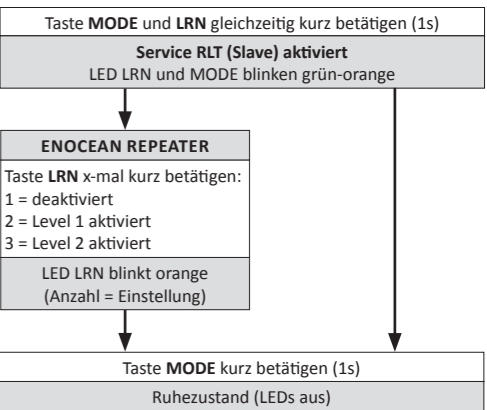 Taste MODE und LRN gleichzeitig kurz betätigen (1s)
Service RLT (Slave) aktiviert
LED LRN und MODE blinken grün-orange
ENOCEAN REPEATER
Taste LRN x-mal kurz betätigen:
1 = deaktiviert
2 = Level 1 aktiviert
3 = Level 2 aktiviert
LED LRN blinkt orange
(Anzahl = Einstellung)
Taste MODE kurz betätigen (1s)
Ruhezustand (LEDs aus)